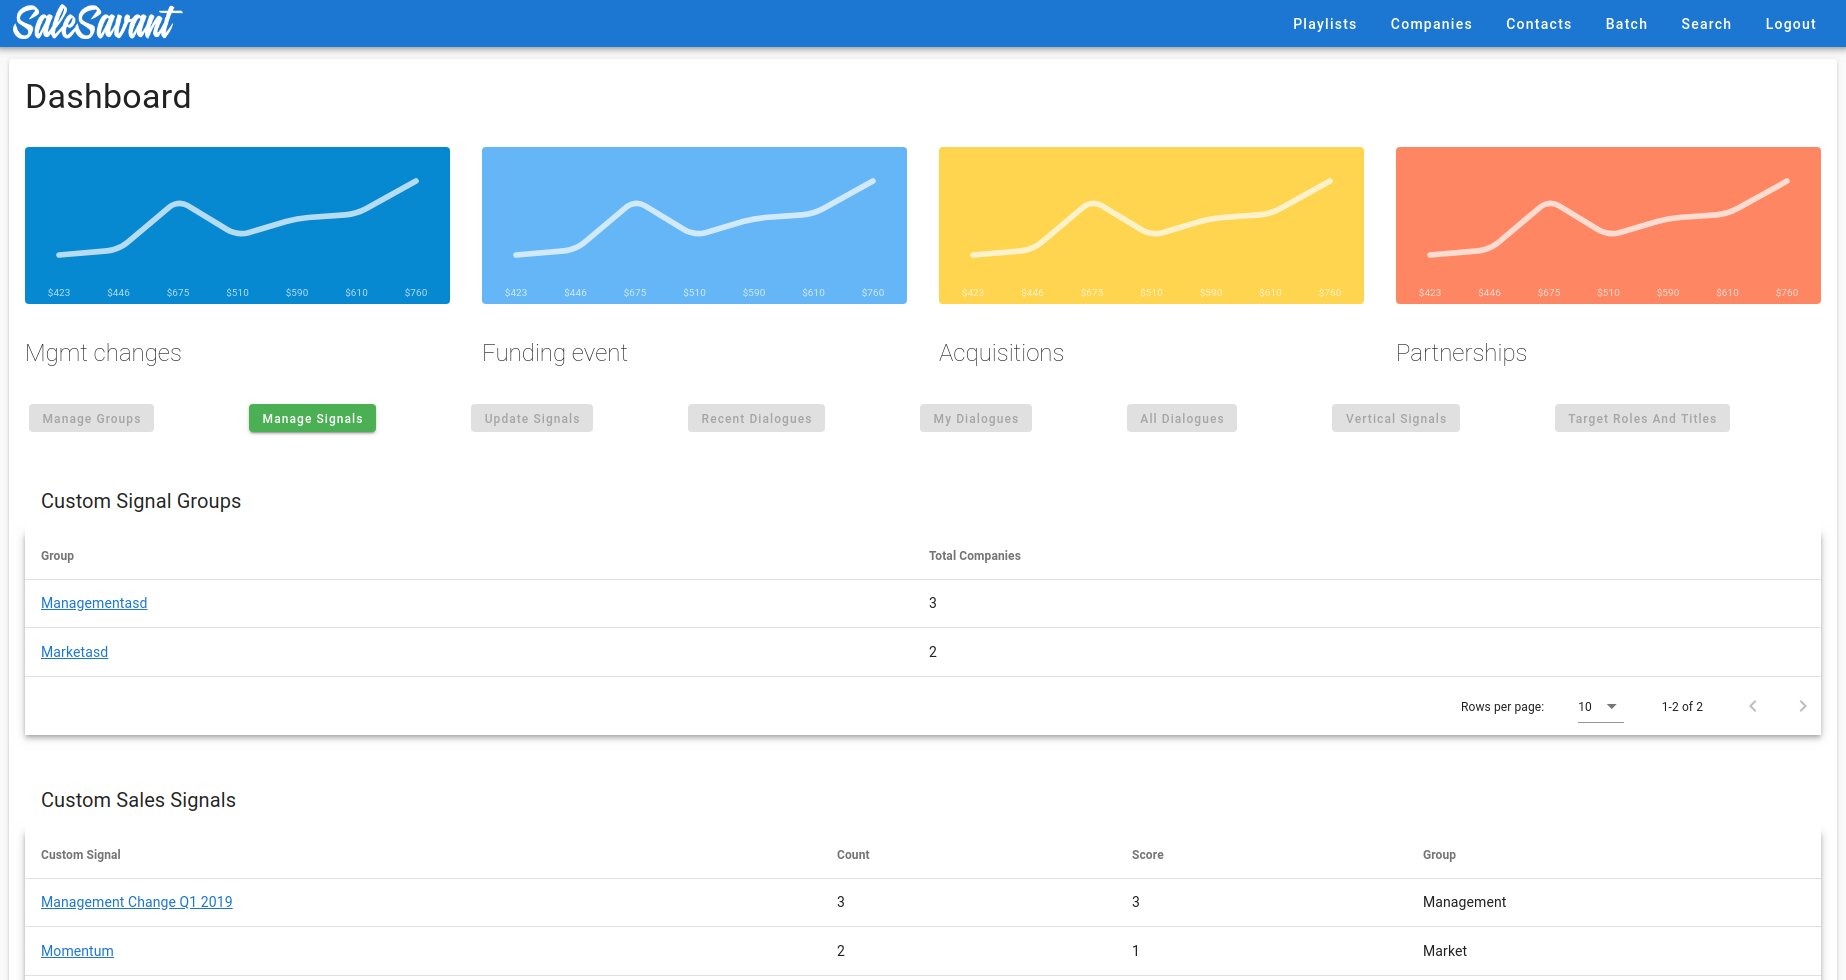 SaleSavant Playlists Companies Contacts Batch Search Logout
Dashboard
$423 $446 $675 $510 $590 $610 $760 $423 $446 $675 $510 $590 $610 $760 $423 $446 $675 $510 $590 $610 $760 $423 $446 $675 $510 $590 $610 $760
Mgmt changes Funding event Acquisitions Partnerships
Manage Groups Manage Signals Update Signals Recent Dialogues My Dialogues All Dialogues Vertical Signals Target Roles And Titles
Custom Signal Groups
Group Total Companies
Managementasd 3
Marketasd 2
Rows per page: 10 1-2 of 2
Custom Sales Signals
Custom Signal Count Score Group
Management Change Q1 2019 3 3 Management
Momentum 2 1 Market